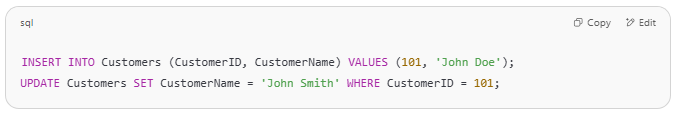 sql
Copy
Edit
INSERT INTO Customers (CustomerID, CustomerName) VALUES (101, 'John Doe');
UPDATE Customers SET CustomerName = 'John Smith' WHERE CustomerID = 101;